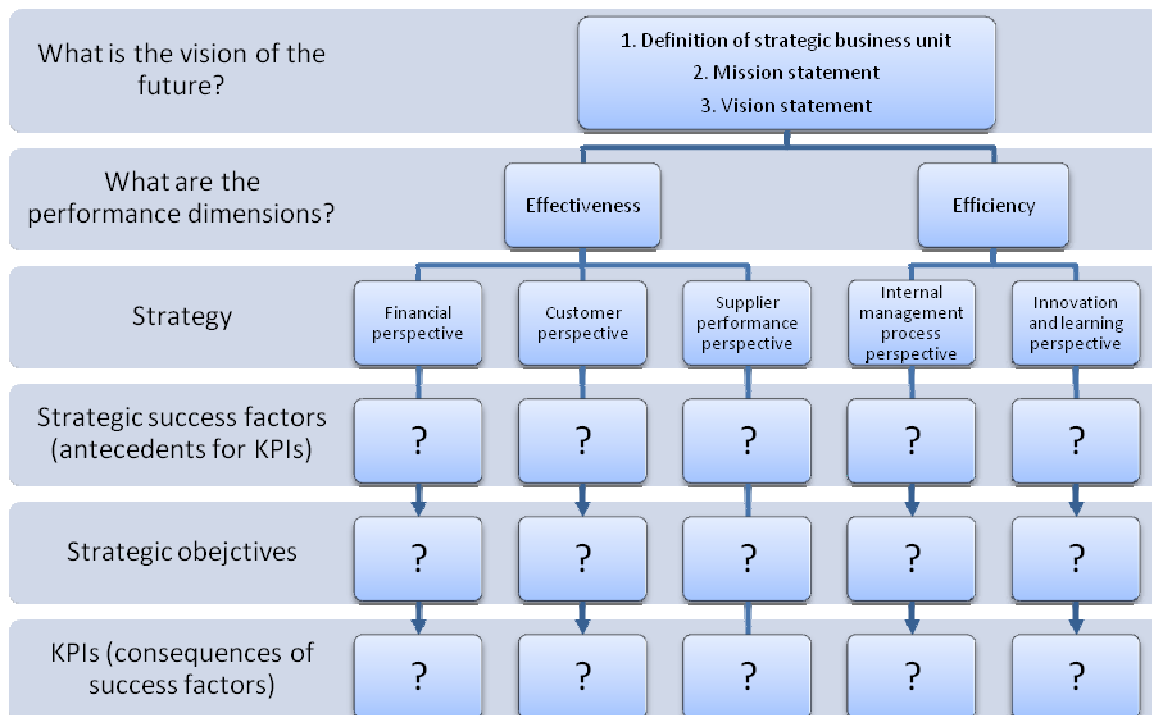 What is the vision of the
future?
1. Definition of strategic business unit
2. Mission statement
3. Vision statement
What are the
performance dimensions?
Effectiveness
Efficiency
Strategy
Financial
perspective
Customer
perspective
Supplier
performance
perspective
Internal
management
process
perspective
Innovation
and learning
perspective
Strategic success factors
(antecedents for KPIs)
?
?
?
?
?
Strategic obejctives
?
?
?
?
?
KPIs (consequences of
success factors)
?
?
?
?
?